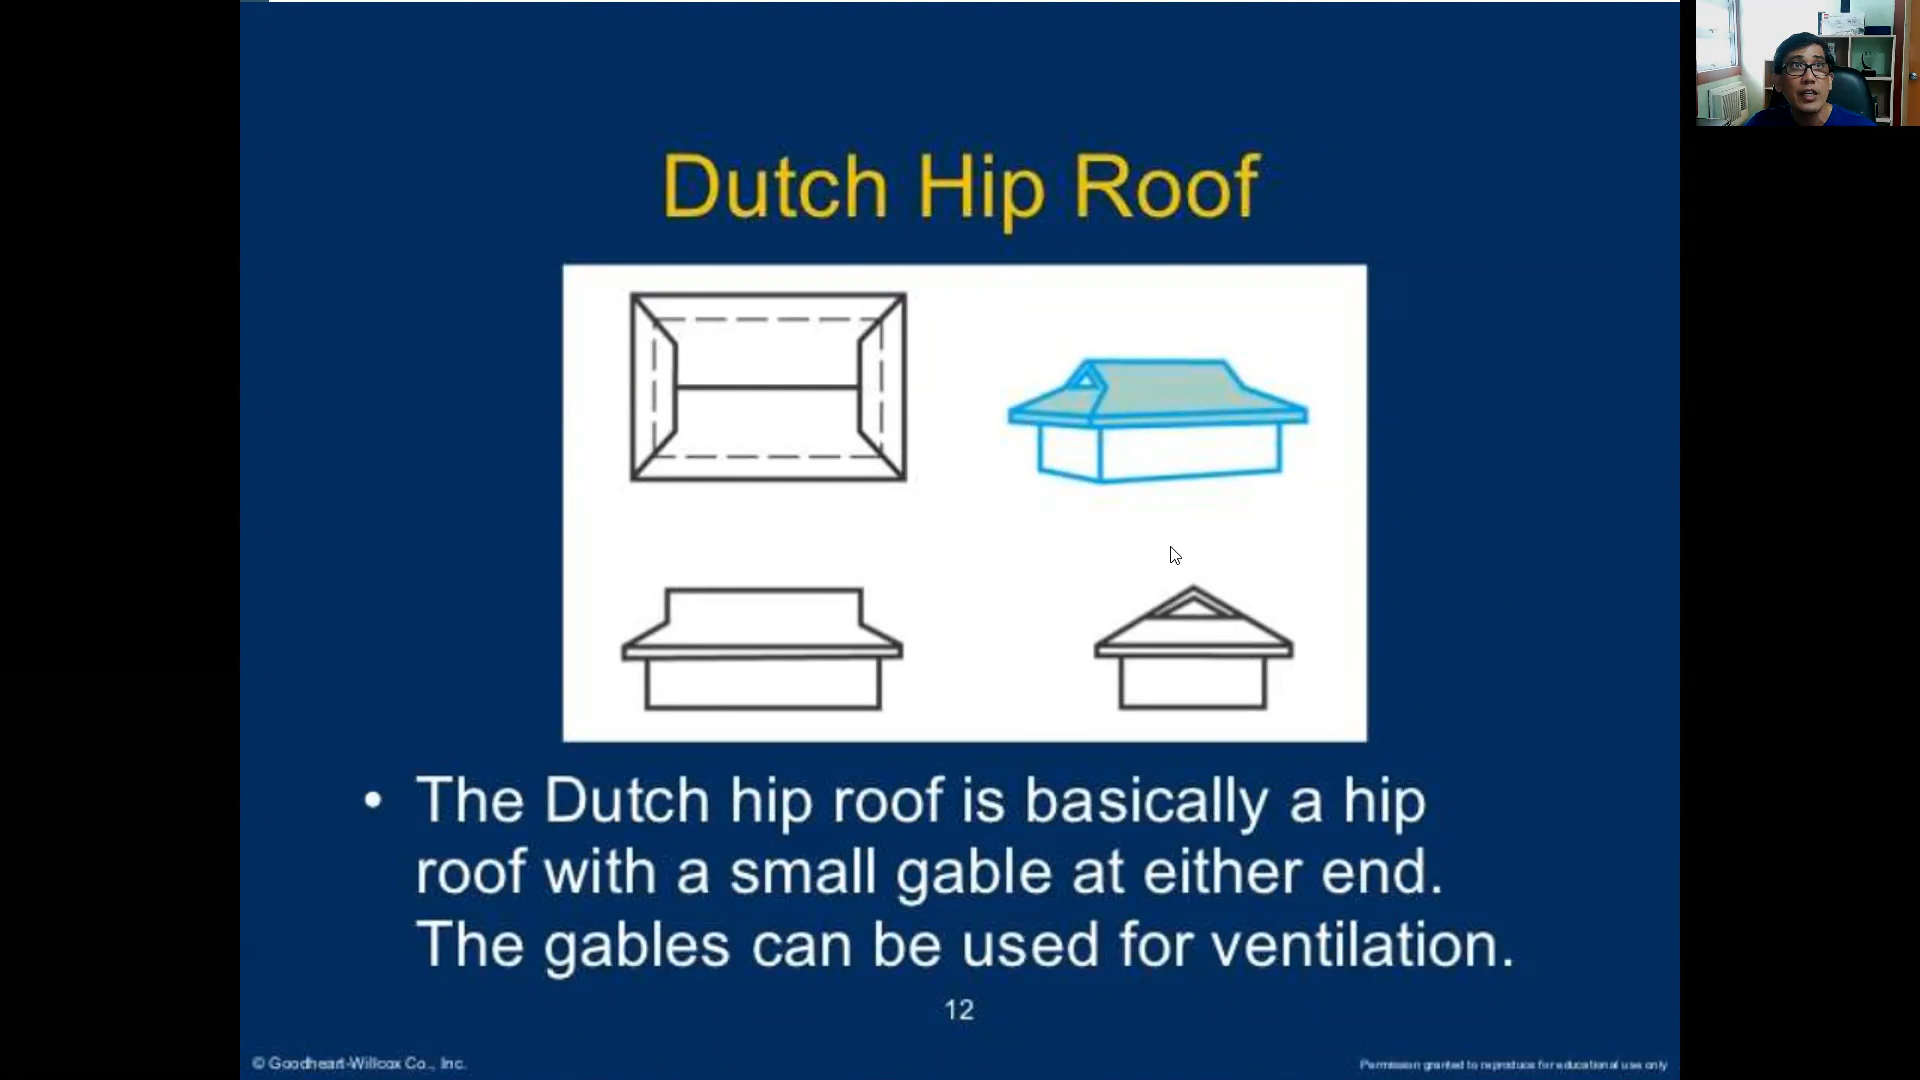 Dutch Hip Roof
• The Dutch hip roof is basically a hip
roof with a small gable at either end.
The gables can be used for ventilation.
12
© Goodheart-Willcox Co., Inc.
Permission granted to reproduce for educational use only